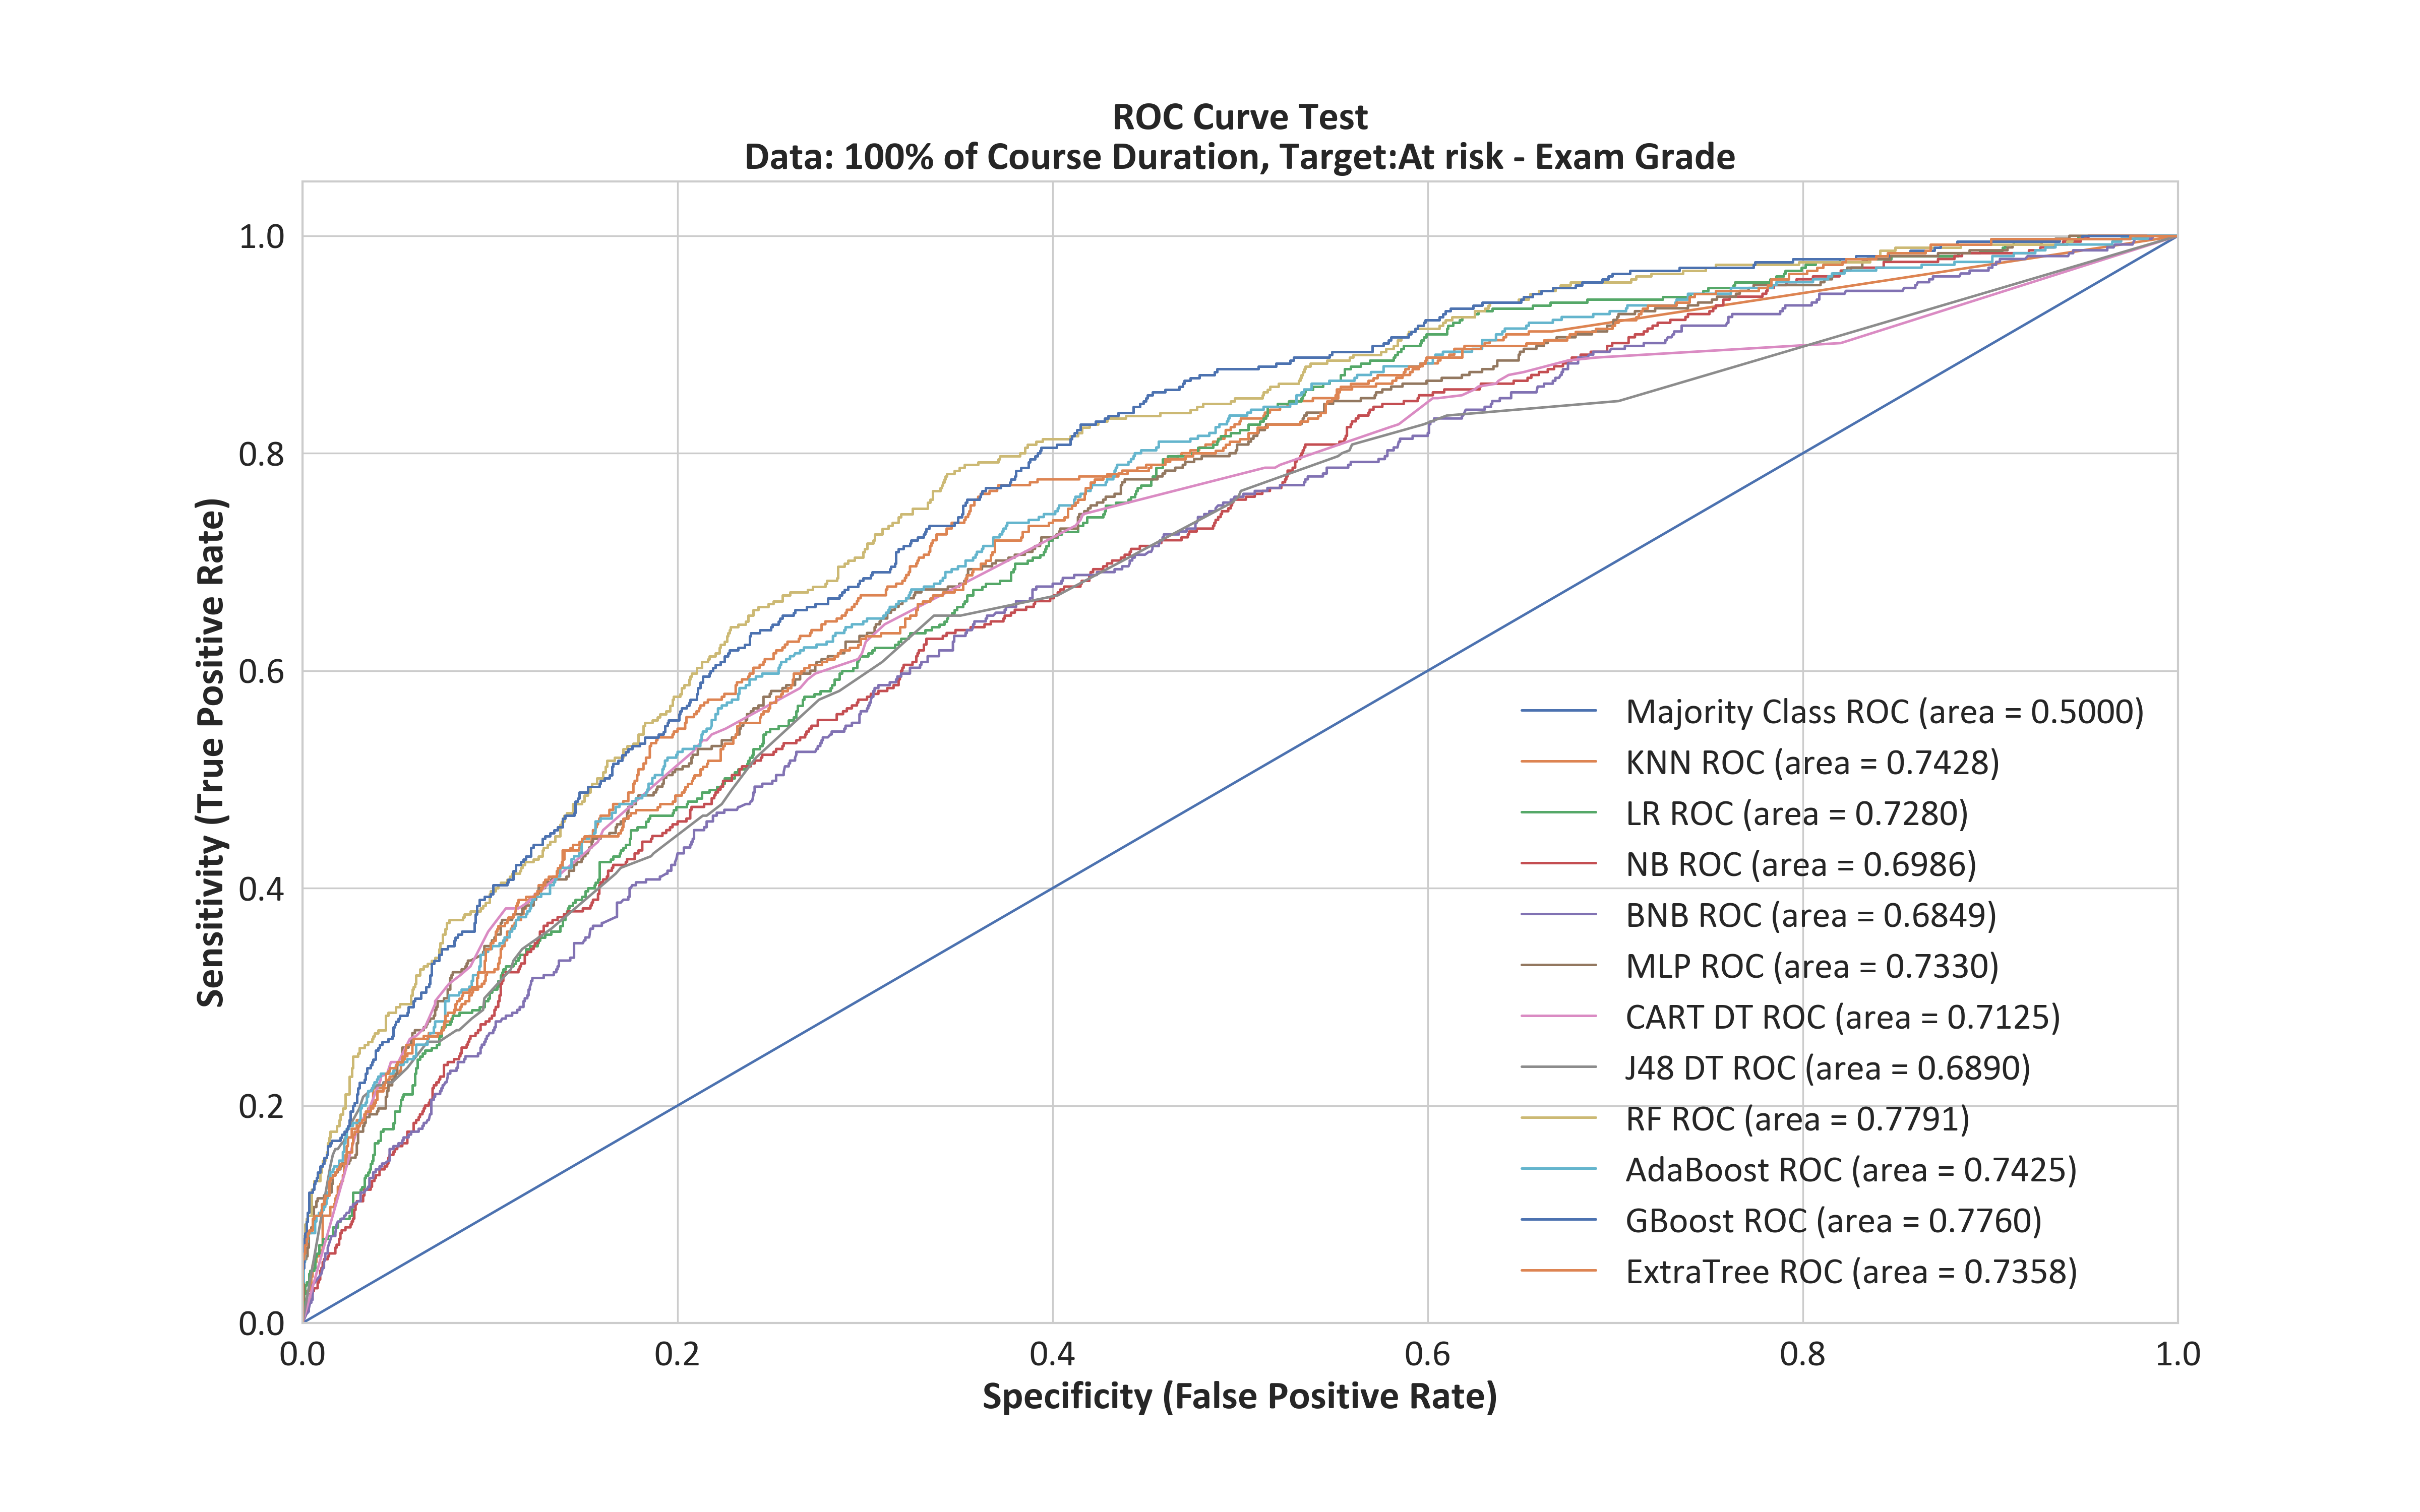 ROC Curve Test
Data: 100% of Course Duration, Target:At risk - Exam Grade
Sensitivity (True Positive Rate)
1.0
0.8
0.6
0.4
0.2
0.0
Majority Class ROC (area = 0.5000)
KNN ROC (area = 0.7428)
LR ROC (area = 0.7280)
NB ROC (area = 0.6986)
BNB ROC (area = 0.6849)
MLP ROC (area = 0.7330)
CART DT ROC (area = 0.7125)
J48 DT ROC (area = 0.6890)
RF ROC (area = 0.7791)
AdaBoost ROC (area = 0.7425)
GBoost ROC (area = 0.7760)
ExtraTree ROC (area = 0.7358)
0.0 0.2 0.4 0.6 0.8 1.0
Specificity (False Positive Rate)